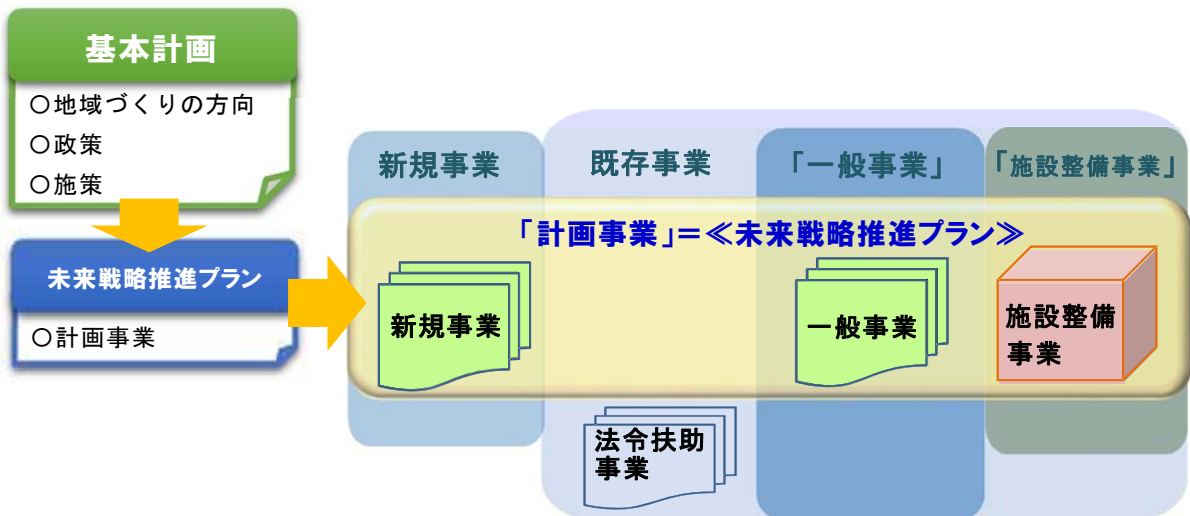 基本計画
○地域づくりの方向
○政策
○施策
未来戦略推進プラン
○計画事業
新規事業
既存事業
「一般事業」
「施設整備事業」
「計画事業」=≪未来戦略推進プラン≫
新規事業
一般事業
施設整備
事業
法令扶助
事業